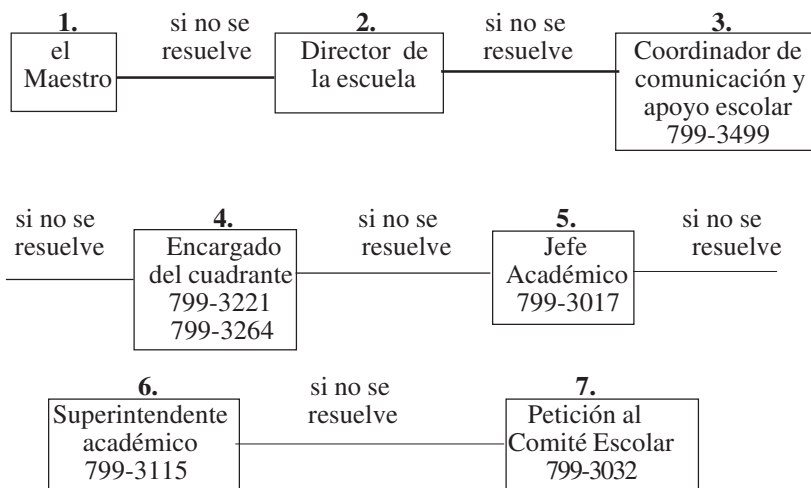 1.
el
Maestro
si no se
resuelve
2.
Director de
la escuela
si no se
resuelve
3.
Coordinador de
comunicación y
apoyo escolar
799-3499
si no se
resuelve
4.
Encargado
del cuadrante
799-3221
799-3264
si no se
resuelve
5.
Jefe
Académico
799-3017
si no se
resuelve
6.
Superintendente
académico
799-3115
si no se
resuelve
7.
Petición al
Comité Escolar
799-3032